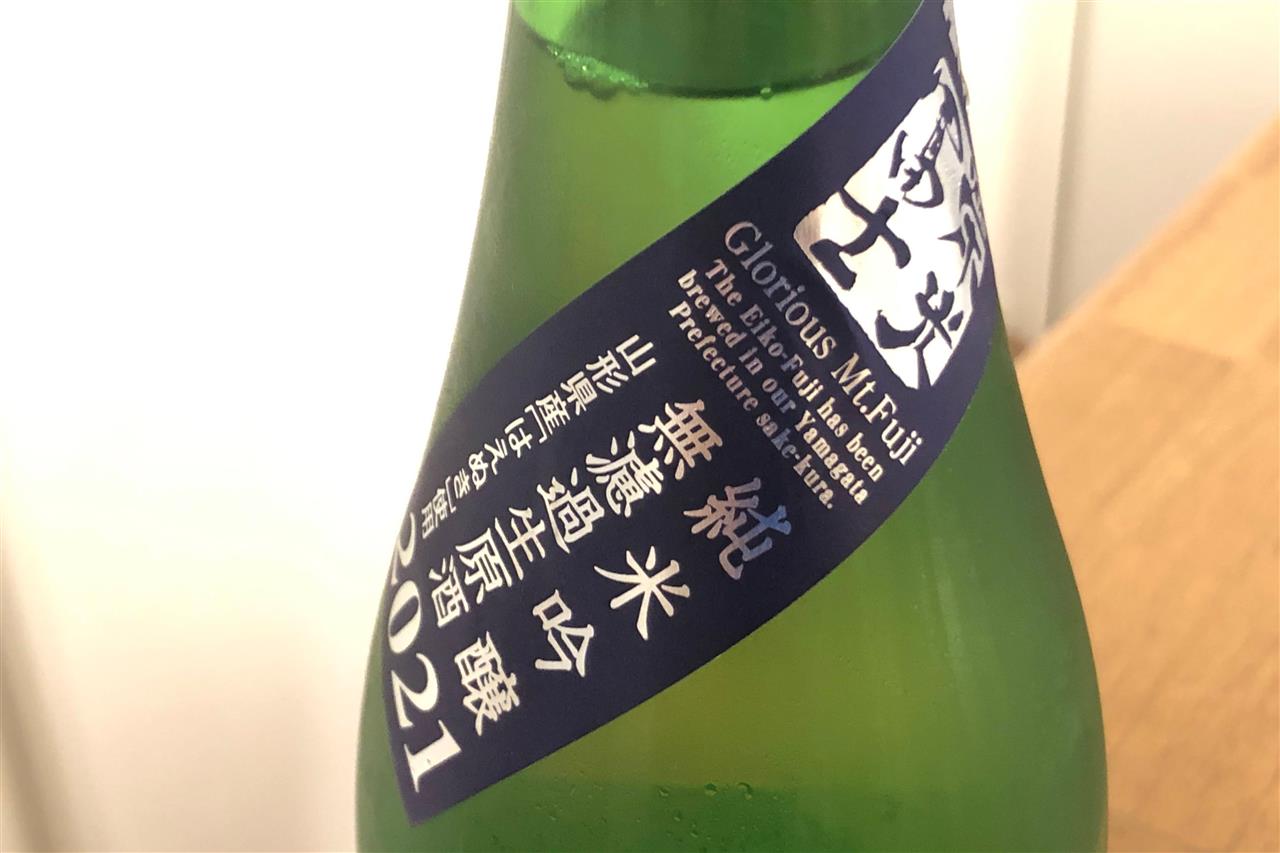 栄光冨士
Glorious Mt.Fuji
The Eiko-Fuji has been
brewed in our Yamagata
Prefecture sake-kura.
純米吟醸
無濾過生原酒
山形県産「はえぬき」使用
2021